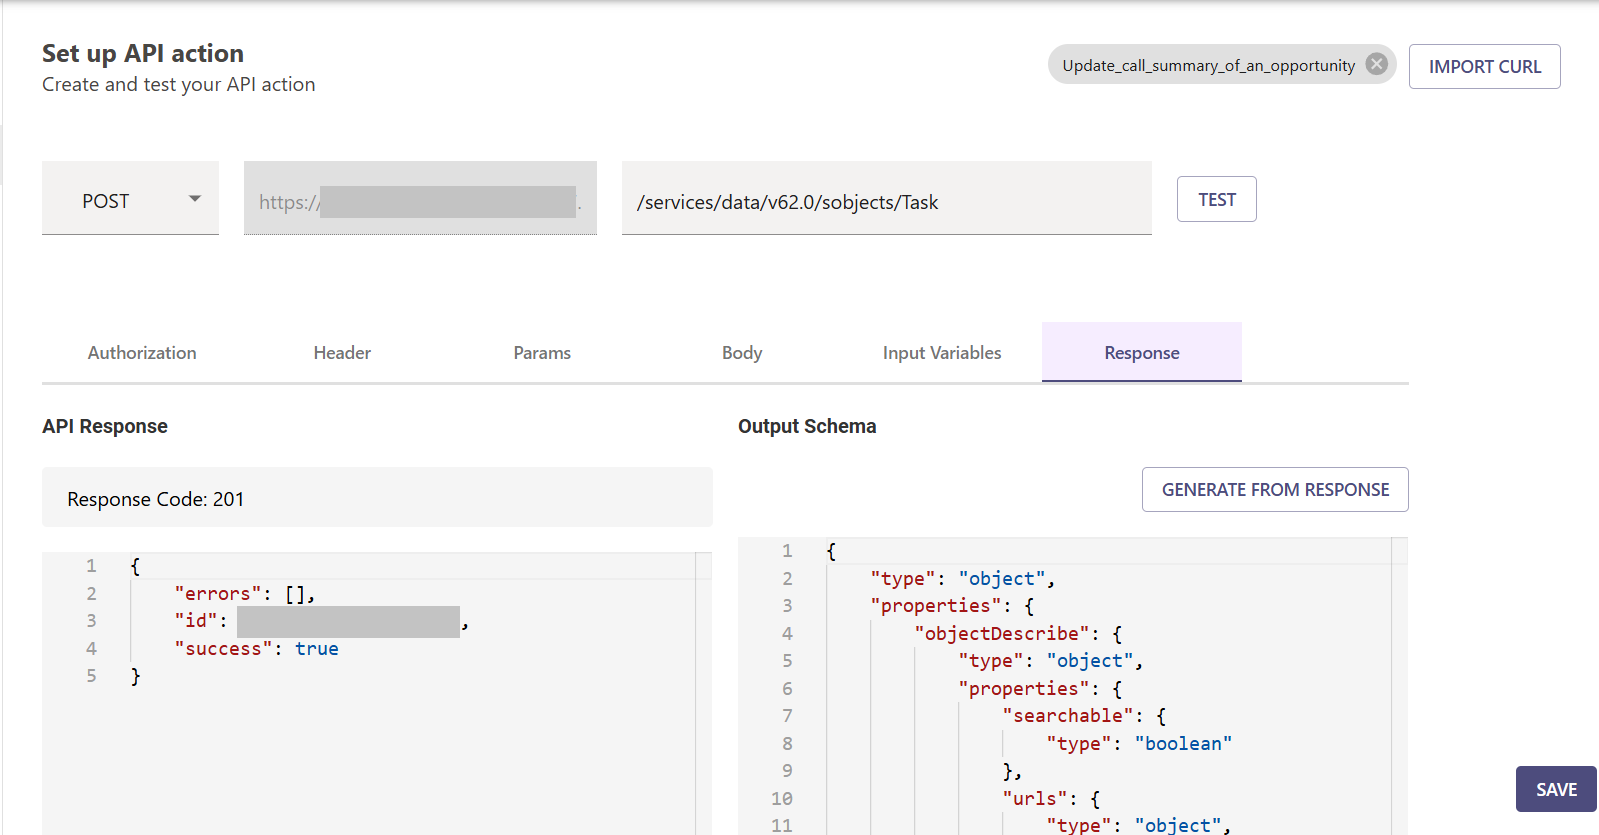 Set up API action
Create and test your API action
Update_call_summary_of_an_opportunity
IMPORT CURL
POST
https://
.
/services/data/v62.0/sobjects/Task
TEST
Authorization
Header
Params
Body
Input Variables
Response
API Response
Response Code: 201
1 {
2 "errors": [],
3 "id": ,
4 "success": true
5 }
Output Schema
GENERATE FROM RESPONSE
1 {
2 "type": "object",
3 "properties": {
4 "objectDescribe": {
5 "type": "object",
6 "properties": {
7 "searchable": {
8 "type": "boolean"
9 },
10 "urls": {
11 "type": "object",
SAVE